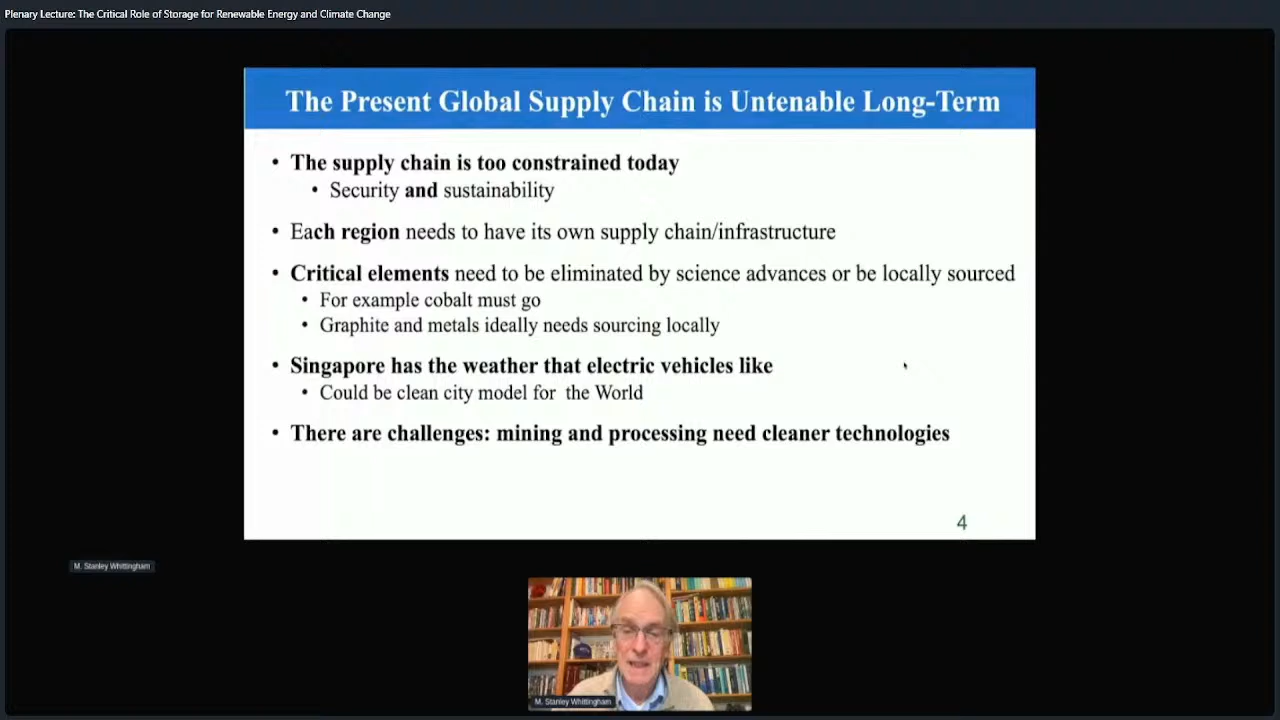 Plenary Lecture: The Critical Role of Storage for Renewable Energy and Climate Change
The Present Global Supply Chain is Untenable Long-Term
• The supply chain is too constrained today
• Security and sustainability
• Each region needs to have its own supply chain/infrastructure
• Critical elements need to be eliminated by science advances or be locally sourced
• For example cobalt must go
• Graphite and metals ideally needs sourcing locally
• Singapore has the weather that electric vehicles like
• Could be clean city model for the World
• There are challenges: mining and processing need cleaner technologies
4
M. Stanley Whittingham
M. Stanley Whittingham